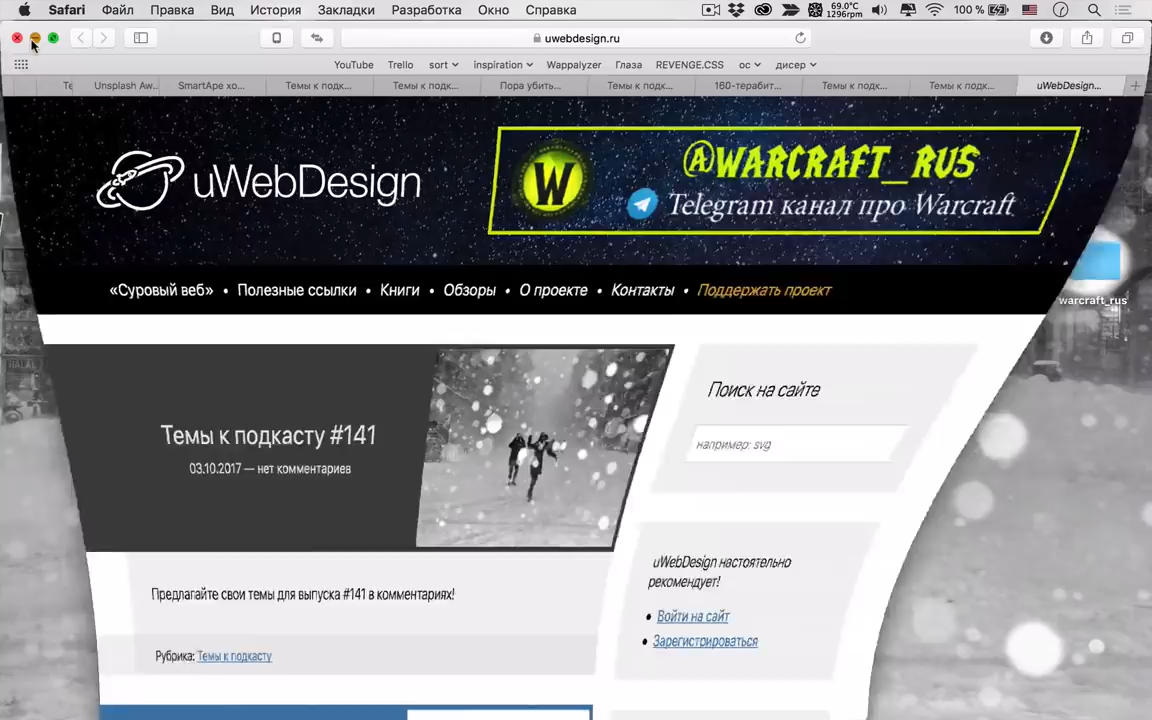 Safari Файл Правка Вид История Закладки Разработка Окно Справка 69.0°C 1296rpm 100 %
uwebdesign.ru
YouTube Trello sort inspiration Wappalyzer Глаза REVENGE.CSS ос дисер
Te Unsplash Aw... SmartApe хо... Темы к подк... Темы к подк... Пора убить... Темы к подк... 160-терабит... Темы к подк... Темы к подк... uWebDesign...
uWebDesign
W
@WARCRAFT_RUS
Telegram канал про Warcraft
warcraft_rus
«Суровый веб» • Полезные ссылки • Книги • Обзоры • О проекте • Контакты • Поддержать проект
Темы к подкасту #141
03.10.2017 — нет комментариев
Поиск на сайте
например: svg
Предлагайте свои темы для выпуска #141 в комментариях!
Рубрика: Темы к подкасту
uWebDesign настоятельно
рекомендует!
• Войти на сайт
• Зарегистрироваться